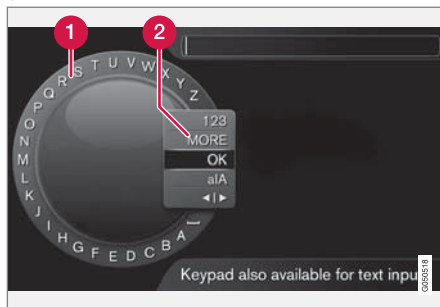 1
2
A B C D E F G H I J K L M N O P Q R S T U V W X Y Z
123
MORE
OK
a|A
◄|►
Keypad also available for text inpu
G050518